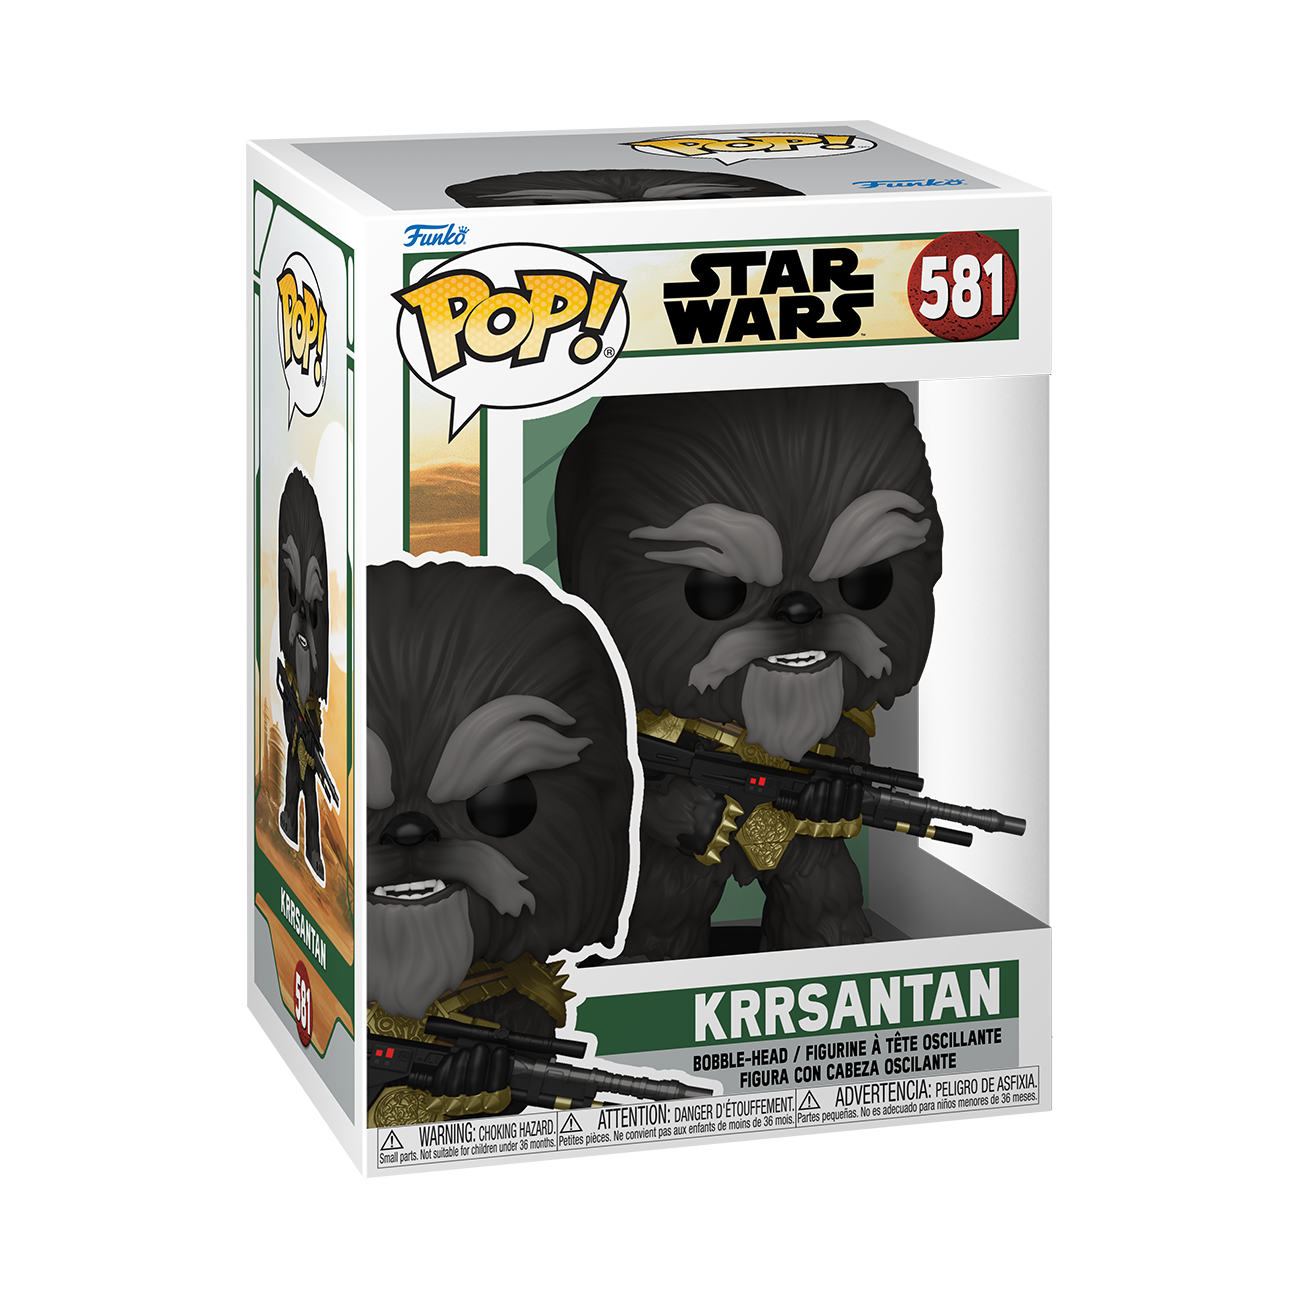 POP!
Funko
Funko
POP!®
STAR
WARS™
581
POP!
KRRSANTAN
581
KRRSANTAN
BOBBLE-HEAD / FIGURINE À TÊTE OSCILLANTE
FIGURA CON CABEZA OSCILANTE
WARNING: CHOKING HAZARD.
Small parts. Not suitable for children under 36 months.
ATTENTION: DANGER D'ÉTOUFFEMENT.
Petites pièces. Ne convient pas aux enfants de moins de 36 mois.
ADVERTENCIA: PELIGRO DE ASFIXIA.
Partes pequeñas. No es adecuado para niños menores de 36 meses.